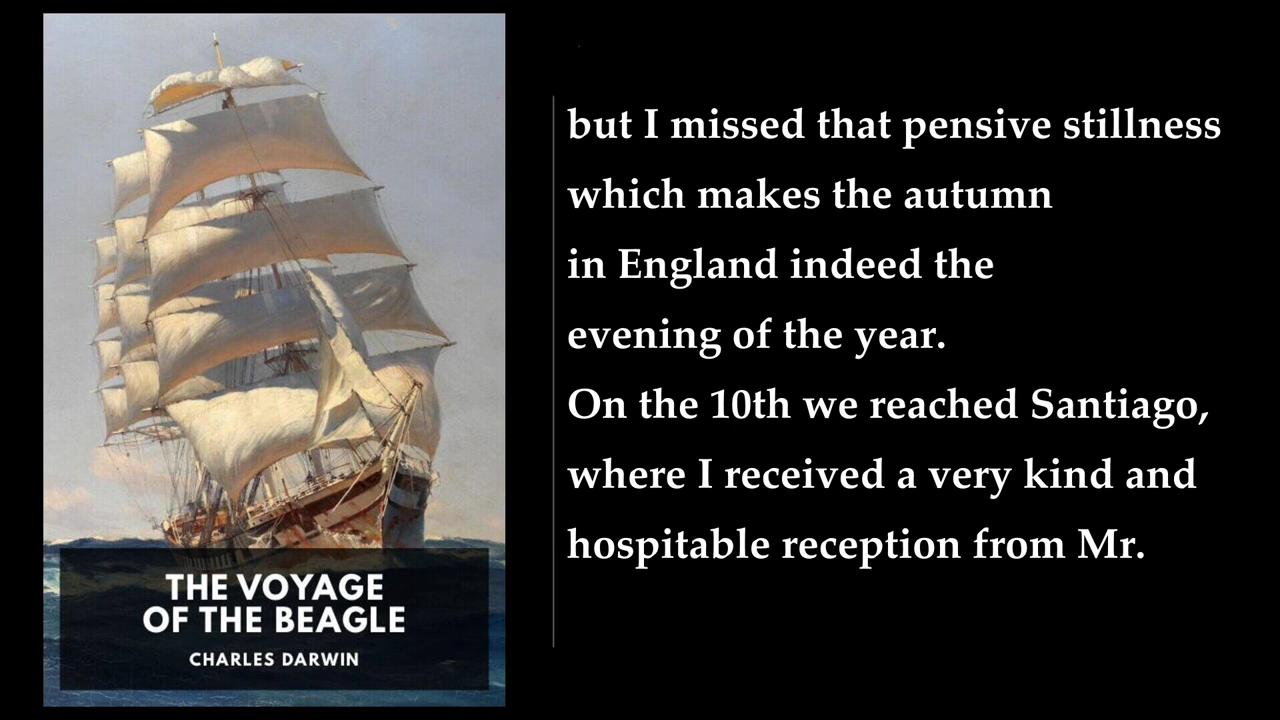 THE VOYAGE
OF THE BEAGLE
CHARLES DARWIN
but I missed that pensive stillness
which makes the autumn
in England indeed the
evening of the year.
On the 10th we reached Santiago,
where I received a very kind and
hospitable reception from Mr.